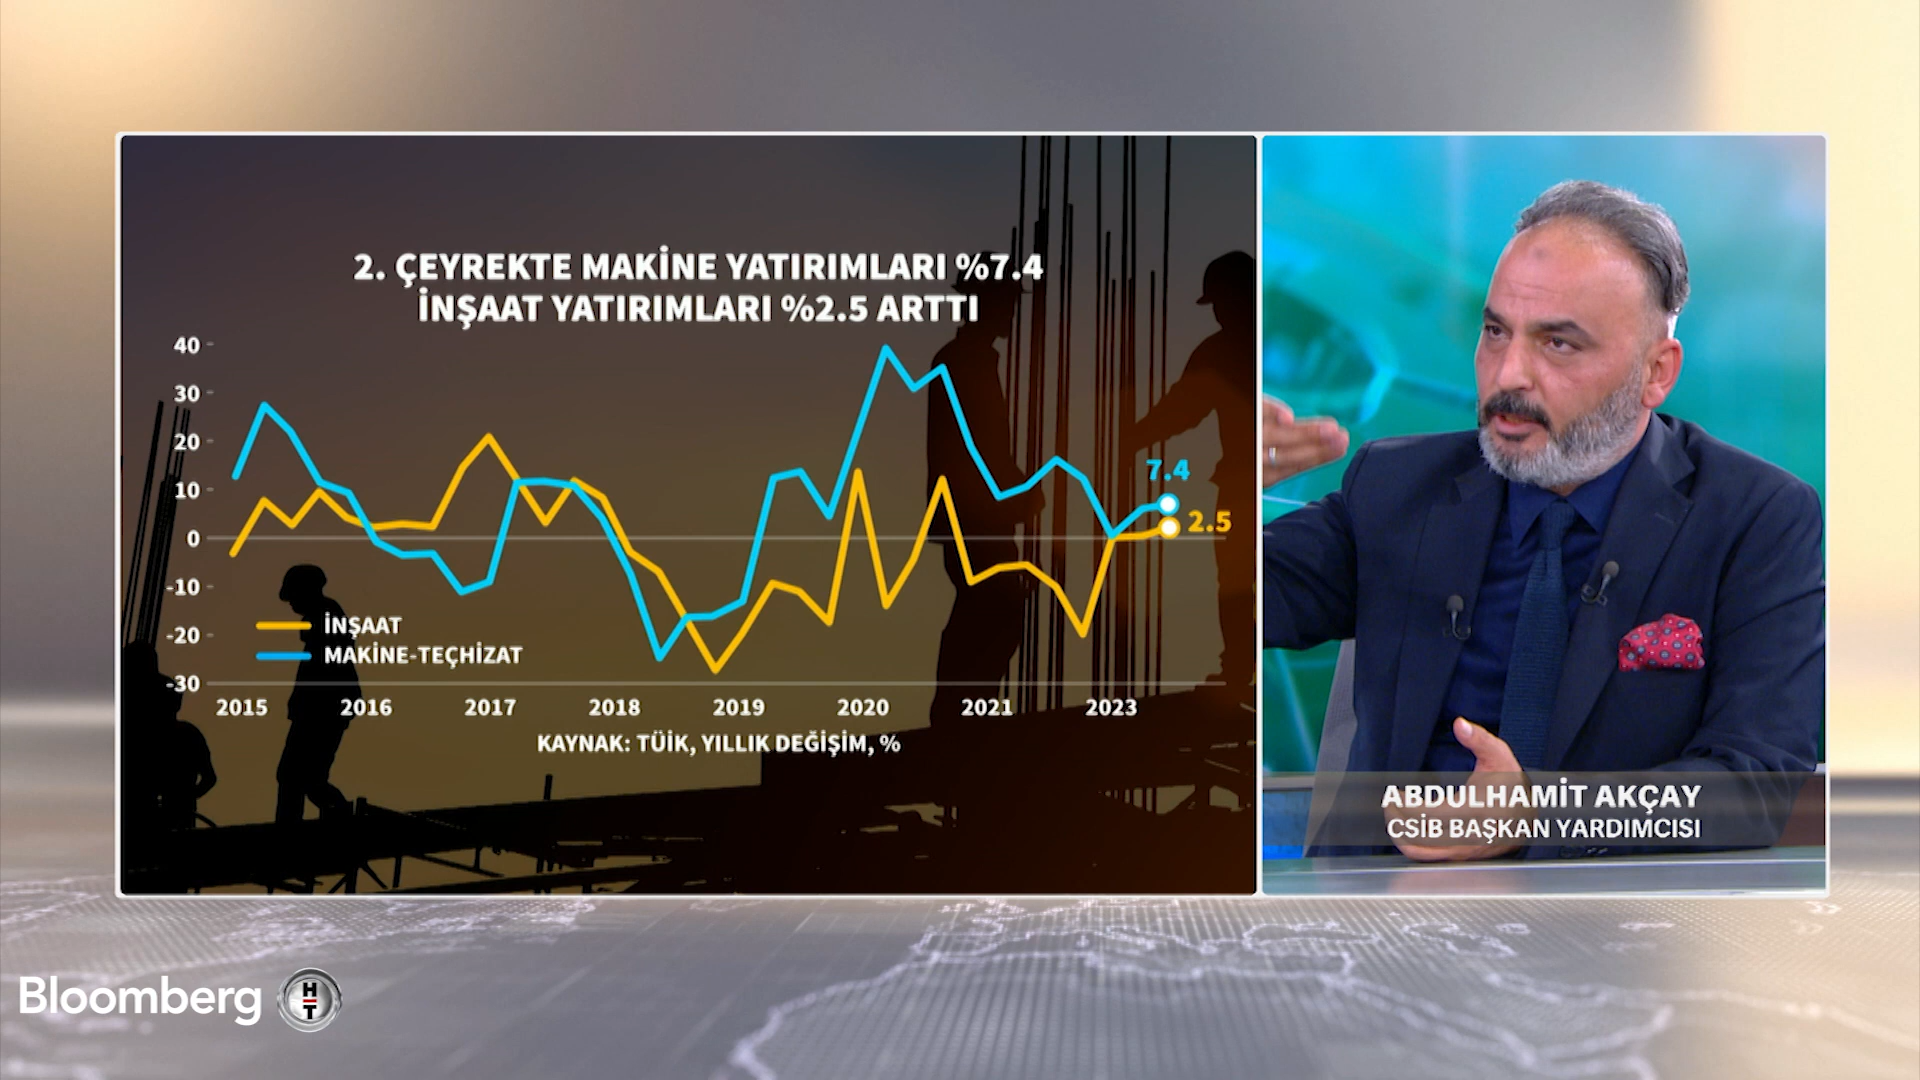 2. ÇEYREKTE MAKİNE YATIRIMLARI %7.4
İNŞAAT YATIRIMLARI %2.5 ARTTI
40
30
20
10
0
-10
-20
-30
7.4
2.5
İNŞAAT
MAKİNE-TEÇHİZAT
2015 2016 2017 2018 2019 2020 2021 2023
KAYNAK: TÜİK, YILLIK DEĞİŞİM, %
ABDULHAMİT AKÇAY
CSİB BAŞKAN YARDIMCISI
Bloomberg HT